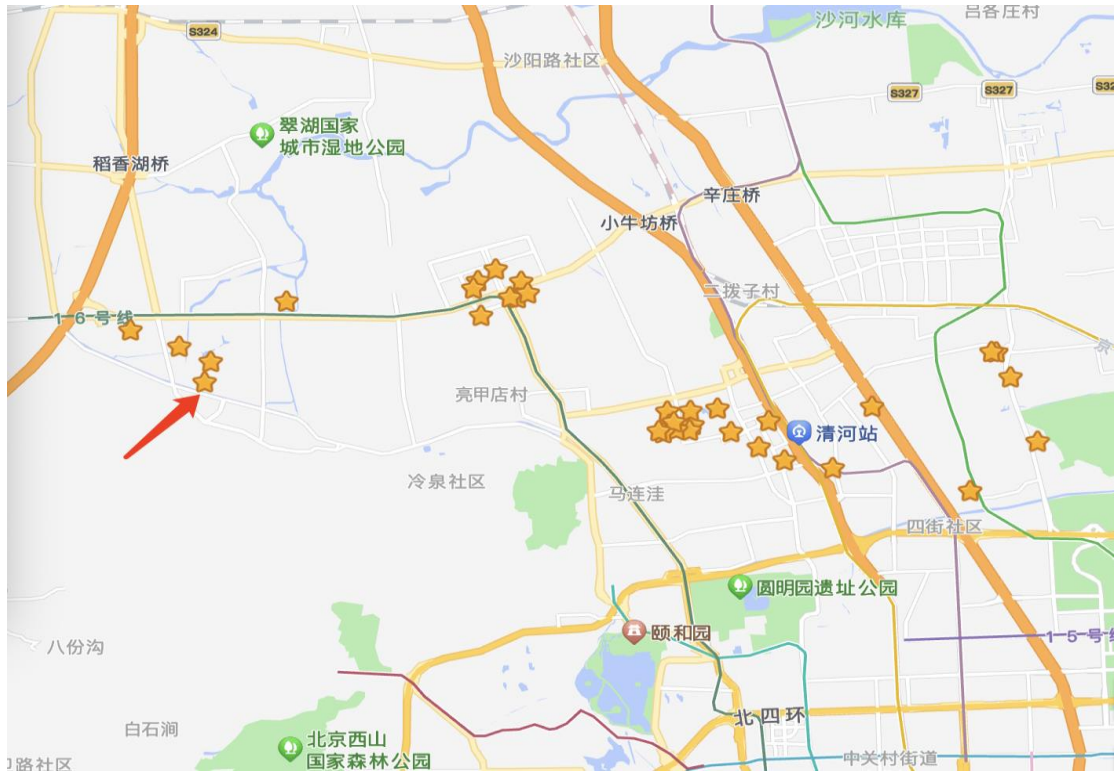 沙河水库
吕各庄村
S324
沙阳路社区
S327
S327
翠湖国家
城市湿地公园
稻香湖桥
辛庄桥
小牛坊桥
二拨子村
16号线
亮甲店村
清河站
冷泉社区
马连洼
四街社区
圆明园遗址公园
颐和园
15号
八份沟
北四环
白石涧
北京西山
国家森林公园
中关村街道
路社区